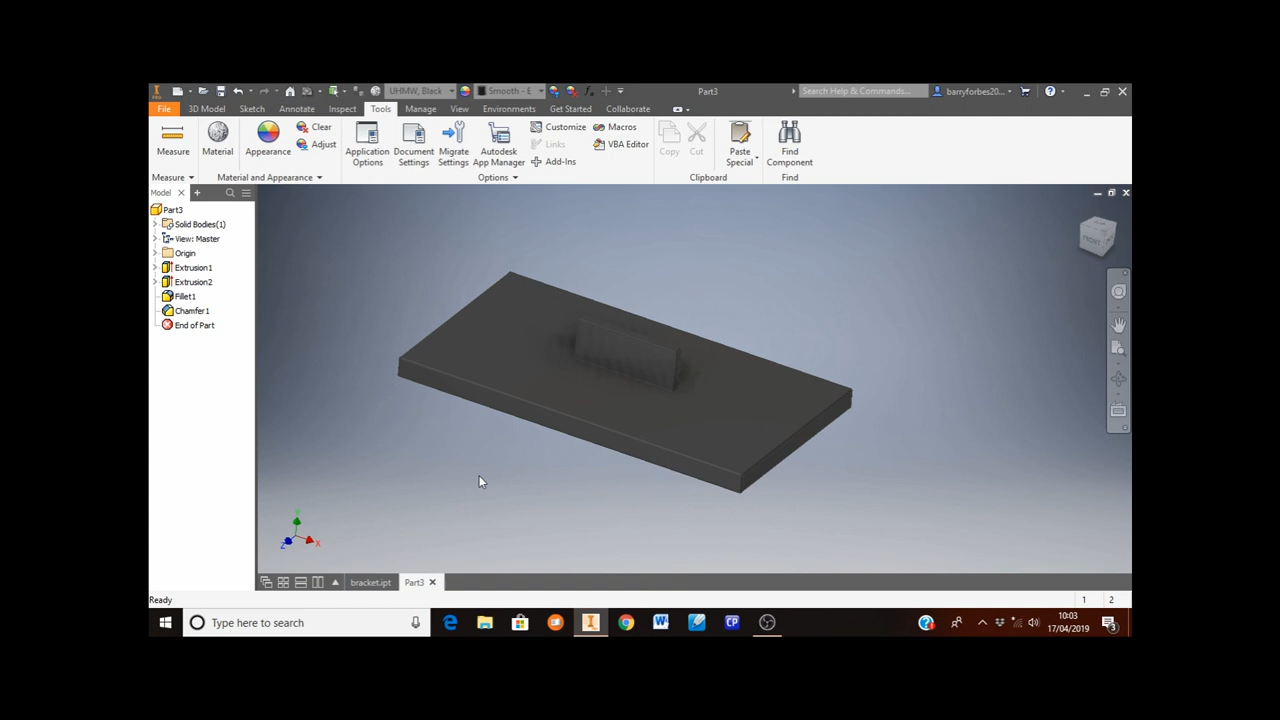 UHMW, Black Smooth - E Part3 Search Help & Commands... barryforbes20...
File 3D Model Sketch Annotate Inspect Tools Manage View Environments Get Started Collaborate
Measure Material Appearance Clear Adjust
Application Options Document Settings Migrate Settings Autodesk App Manager
Customize Links Add-Ins Macros VBA Editor
Copy Cut Paste Special Find Component
Measure Material and Appearance Options Clipboard Find
Model
Part3
Solid Bodies(1)
View: Master
Origin
Extrusion1
Extrusion2
Fillet1
Chamfer1
End of Part
FRONT
Y
Z X
bracket.ipt Part3
Ready 1 2
Type here to search CP 10:03
17/04/2019 3